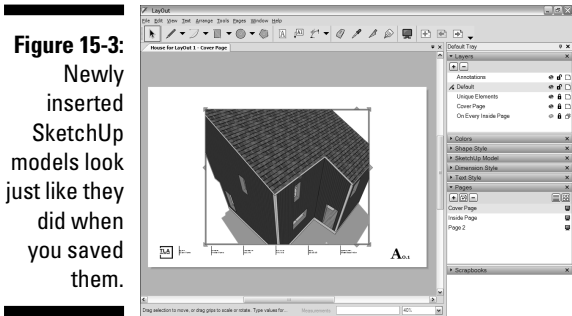 Figure 15-3:
Newly
inserted
SketchUp
models look
just like they
did when
you saved
them.
LayOut
File Edit View Text Arrange Tools Pages Window Help
House for LayOut 1 - Cover Page
TLA
A0.1
Drag selection to move, or drag grips to scale or rotate. Type values for... Measurements 40%
Default Tray
Layers
Annotations
Default
Unique Elements
Cover Page
On Every Inside Page
Colors
Shape Style
SketchUp Model
Dimension Style
Text Style
Pages
Cover Page
Inside Page
Page 2
Scrapbooks